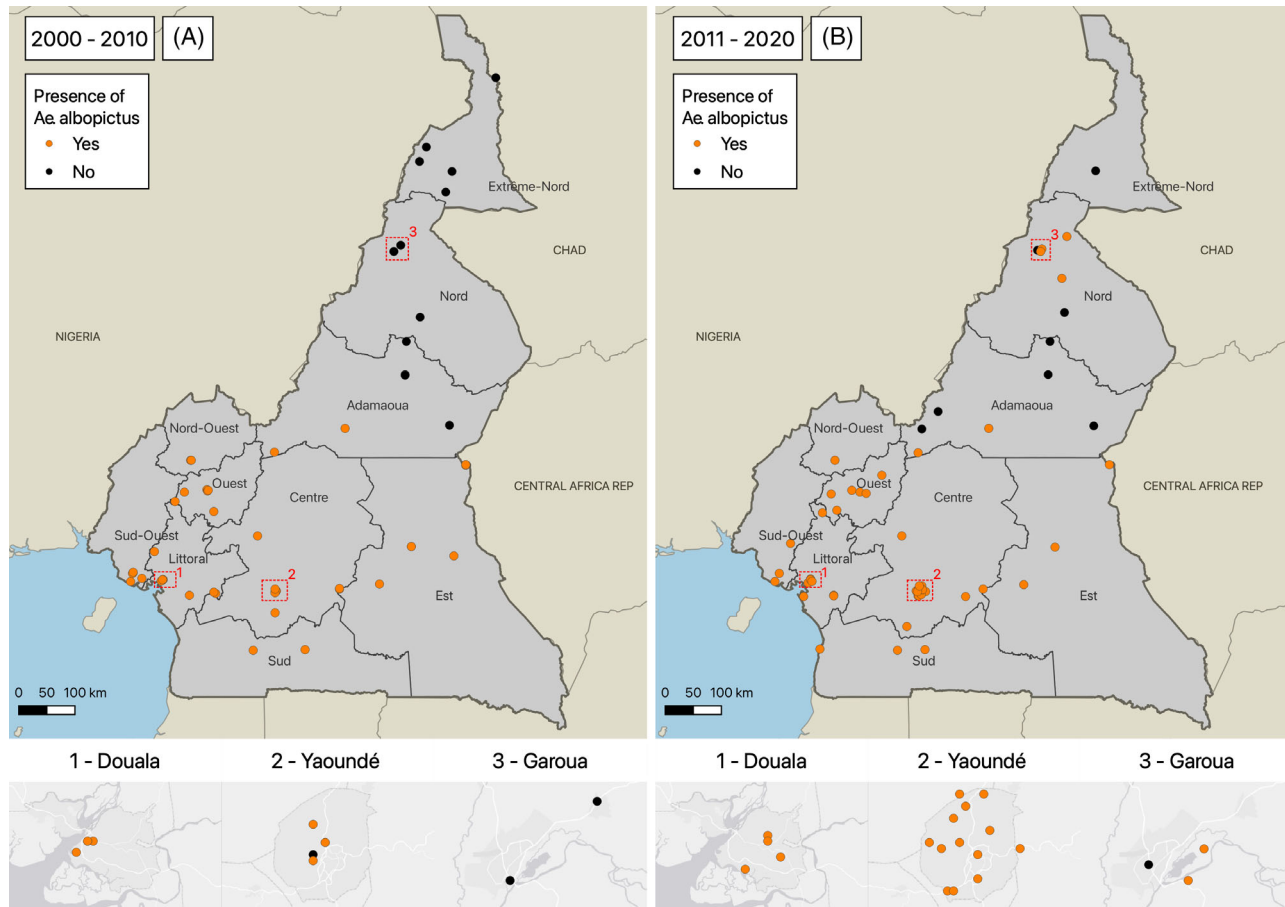 2000 - 2010
(A)
Presence of
Ae. albopictus
Yes
No
Extrême-Nord
3
CHAD
Nord
NIGERIA
Adamaoua
Nord-Ouest
Ouest
Centre
CENTRAL AFRICA REP
Sud-Ouest
Littoral
1
2
Est
Sud
0 50 100 km
1 - Douala
2 - Yaoundé
3 - Garoua
2011 - 2020
(B)
Presence of
Ae. albopictus
Yes
No
Extrême-Nord
3
CHAD
Nord
NIGERIA
Adamaoua
Nord-Ouest
Ouest
Centre
CENTRAL AFRICA REP
Sud-Ouest
Littoral
1
2
Est
Sud
0 50 100 km
1 - Douala
2 - Yaoundé
3 - Garoua